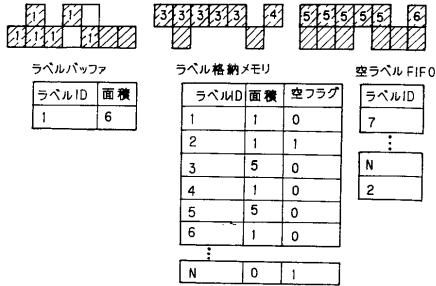 1 1 3 3 3 3 3 4 5 5 5 5 5 6
1 1 1 1
ラベルバッファ ラベル格納メモリ 空ラベルFIFO
ラベルID 面積
1 6
ラベルID 面積 空フラグ
1 1 0
2 1 1
3 5 0
4 1 0
5 5 0
6 1 0
⋮
N 0 1
ラベルID
7
⋮
N
2